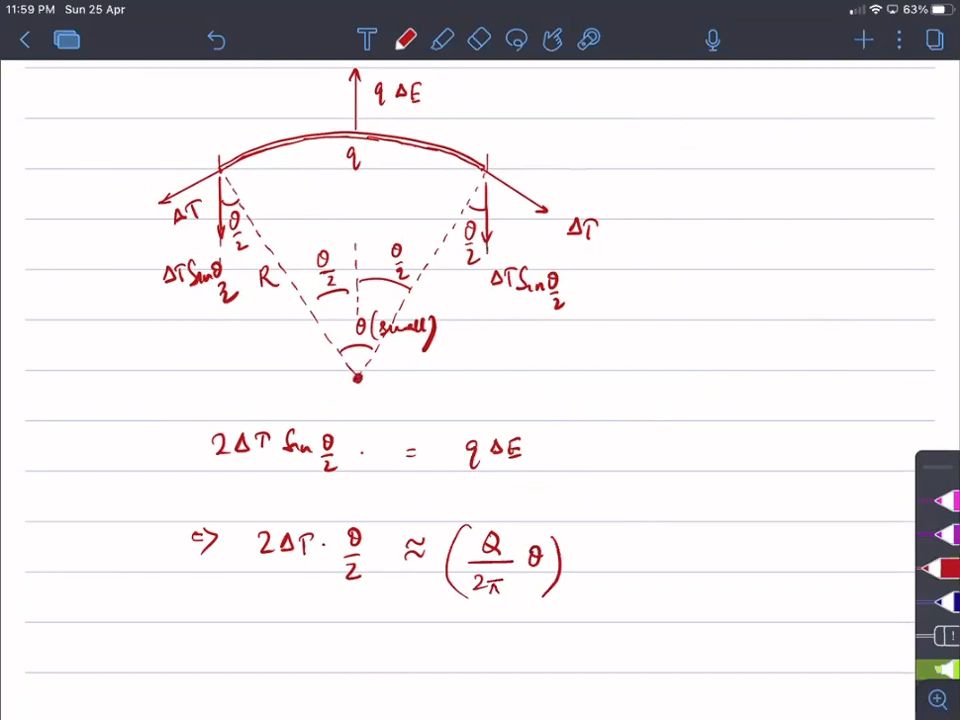 11:59 PM Sun 25 Apr 63%
q ΔE
q
ΔT θ/2 θ/2 ΔT
ΔT Sin θ/2 R θ/2 θ/2 ΔT Sin θ/2
θ (small)
2ΔT Sin θ/2 . = q ΔE
=> 2ΔT · θ/2 ≈ (Q/2π θ)